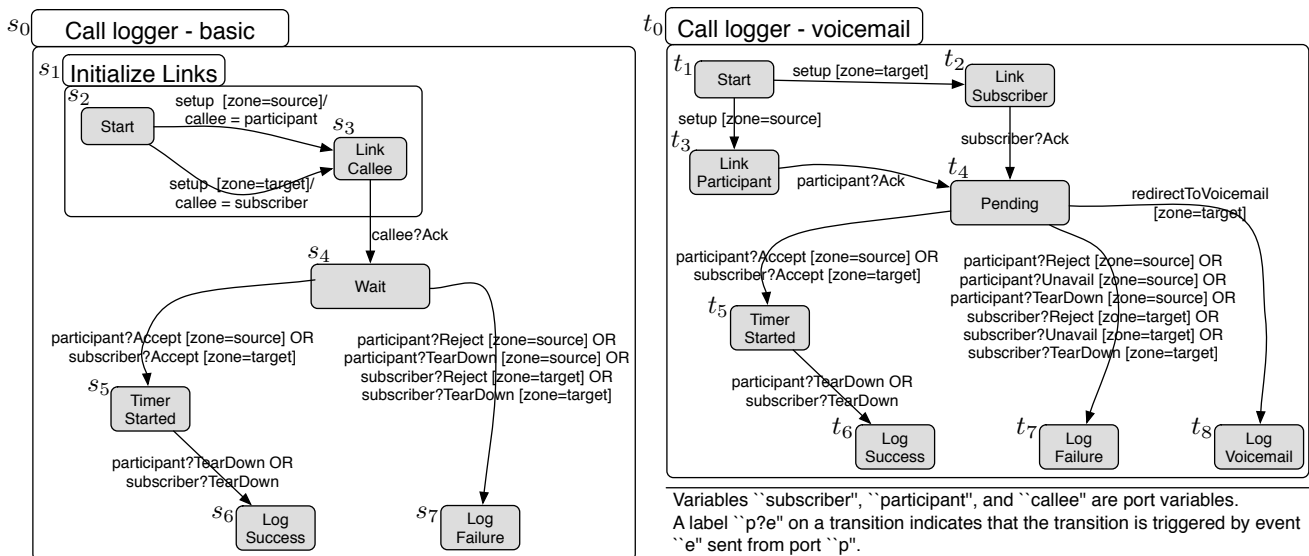 s0
Call logger - basic
s1
Initialize Links
s2
Start
setup [zone=source]/
callee = participant
s3
Link
Callee
setup [zone=target]/
callee = subscriber
callee?Ack
s4
Wait
participant?Accept [zone=source] OR
subscriber?Accept [zone=target]
participant?Reject [zone=source] OR
participant?TearDown [zone=source] OR
subscriber?Reject [zone=target] OR
subscriber?TearDown [zone=target]
s5
Timer
Started
participant?TearDown OR
subscriber?TearDown
s6
Log
Success
s7
Log
Failure
t0
Call logger - voicemail
t1
Start
setup [zone=target]
t2
Link
Subscriber
setup [zone=source]
subscriber?Ack
t3
Link
Participant
participant?Ack
t4
Pending
redirectToVoicemail
[zone=target]
participant?Accept [zone=source] OR
subscriber?Accept [zone=target]
participant?Reject [zone=source] OR
participant?Unavail [zone=source] OR
participant?TearDown [zone=source] OR
subscriber?Reject [zone=target] OR
subscriber?Unavail [zone=target] OR
subscriber?TearDown [zone=target]
t5
Timer
Started
participant?TearDown OR
subscriber?TearDown
t6
Log
Success
t7
Log
Failure
t8
Log
Voicemail
Variables ``subscriber", ``participant", and ``callee" are port variables.
A label ``p?e" on a transition indicates that the transition is triggered by event
``e" sent from port ``p".